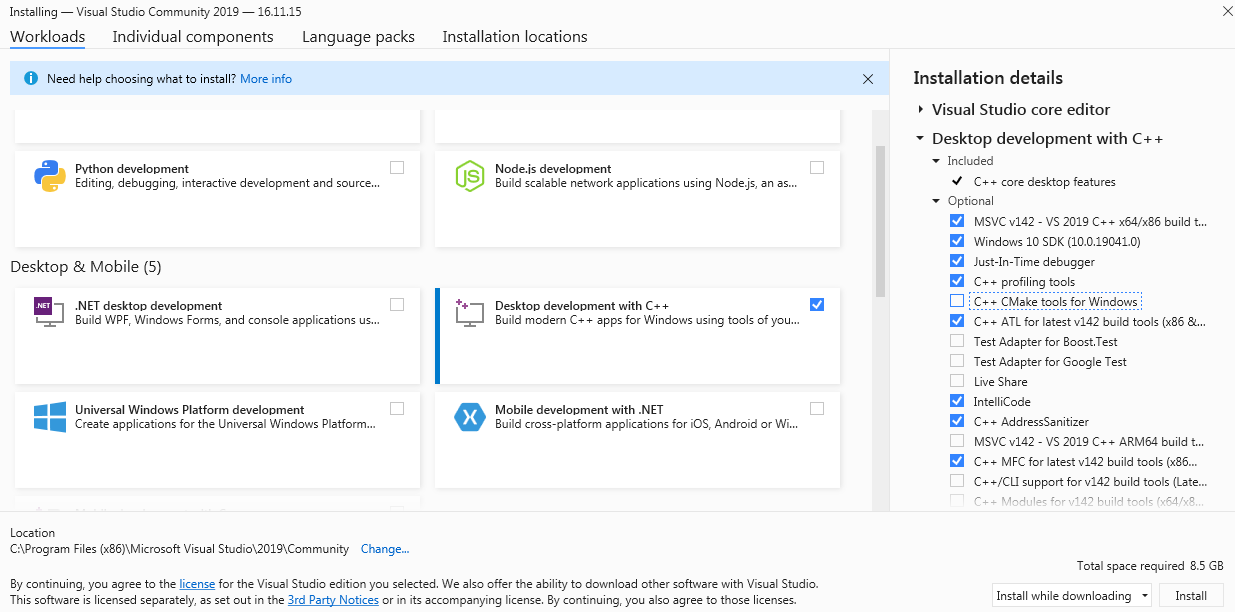 Installing — Visual Studio Community 2019 — 16.11.15
Workloads Individual components Language packs Installation locations
Need help choosing what to install? More info
Python development
Editing, debugging, interactive development and source...
Node.js development
Build scalable network applications using Node.js, an as...
Desktop & Mobile (5)
.NET desktop development
Build WPF, Windows Forms, and console applications us...
Desktop development with C++
Build modern C++ apps for Windows using tools of you...
Universal Windows Platform development
Create applications for the Universal Windows Platform...
Mobile development with .NET
Build cross-platform applications for iOS, Android or Wi...
Installation details
Visual Studio core editor
Desktop development with C++
Included
C++ core desktop features
Optional
MSVC v142 - VS 2019 C++ x64/x86 build t...
Windows 10 SDK (10.0.19041.0)
Just-In-Time debugger
C++ profiling tools
C++ CMake tools for Windows
C++ ATL for latest v142 build tools (x86 &...
Test Adapter for Boost.Test
Test Adapter for Google Test
Live Share
IntelliCode
C++ AddressSanitizer
MSVC v142 - VS 2019 C++ ARM64 build t...
C++ MFC for latest v142 build tools (x86...
C++/CLI support for v142 build tools (Late...
C++ Modules for v142 build tools (x64/x8...
Location
C:\Program Files (x86)\Microsoft Visual Studio\2019\Community Change...
By continuing, you agree to the license for the Visual Studio edition you selected. We also offer the ability to download other software with Visual Studio.
This software is licensed separately, as set out in the 3rd Party Notices or in its accompanying license. By continuing, you also agree to those licenses.
Total space required 8.5 GB
Install while downloading
Install